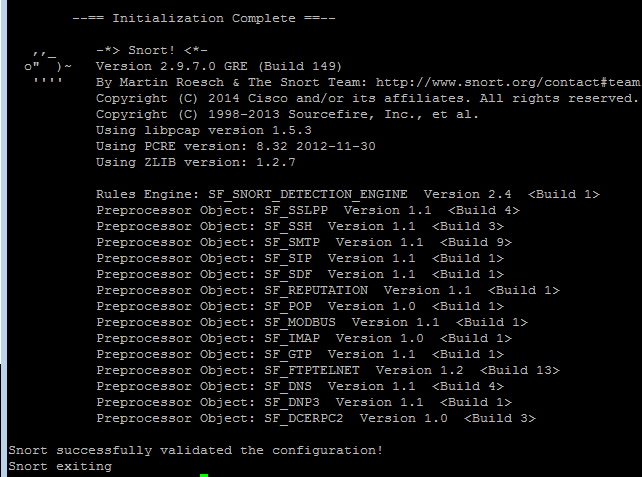 --== Initialization Complete ==--
,,_ -*> Snort! <*-
o" )~ Version 2.9.7.0 GRE (Build 149)
'''' By Martin Roesch & The Snort Team: http://www.snort.org/contact#team
Copyright (C) 2014 Cisco and/or its affiliates. All rights reserved.
Copyright (C) 1998-2013 Sourcefire, Inc., et al.
Using libpcap version 1.5.3
Using PCRE version: 8.32 2012-11-30
Using ZLIB version: 1.2.7
Rules Engine: SF_SNORT_DETECTION_ENGINE Version 2.4 <Build 1>
Preprocessor Object: SF_SSLPP Version 1.1 <Build 4>
Preprocessor Object: SF_SSH Version 1.1 <Build 3>
Preprocessor Object: SF_SMTP Version 1.1 <Build 9>
Preprocessor Object: SF_SIP Version 1.1 <Build 1>
Preprocessor Object: SF_SDF Version 1.1 <Build 1>
Preprocessor Object: SF_REPUTATION Version 1.1 <Build 1>
Preprocessor Object: SF_POP Version 1.0 <Build 1>
Preprocessor Object: SF_MODBUS Version 1.1 <Build 1>
Preprocessor Object: SF_IMAP Version 1.0 <Build 1>
Preprocessor Object: SF_GTP Version 1.1 <Build 1>
Preprocessor Object: SF_FTPTELNET Version 1.2 <Build 13>
Preprocessor Object: SF_DNS Version 1.1 <Build 4>
Preprocessor Object: SF_DNP3 Version 1.1 <Build 1>
Preprocessor Object: SF_DCERPC2 Version 1.0 <Build 3>
Snort successfully validated the configuration!
Snort exiting